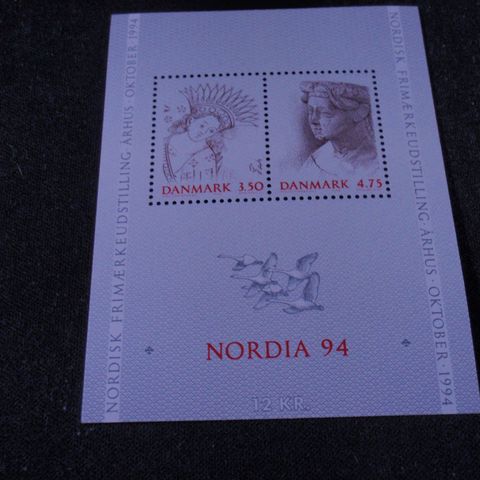 NORDISK FRIMÆRKEUDSTILLING ÅRHUS · OKTOBER · 1994
DANMARK 3.50
DANMARK 4.75
NORDIA 94
12 KR.
NORDISK FRIMÆRKEUDSTILLING ÅRHUS · OKTOBER · 1994